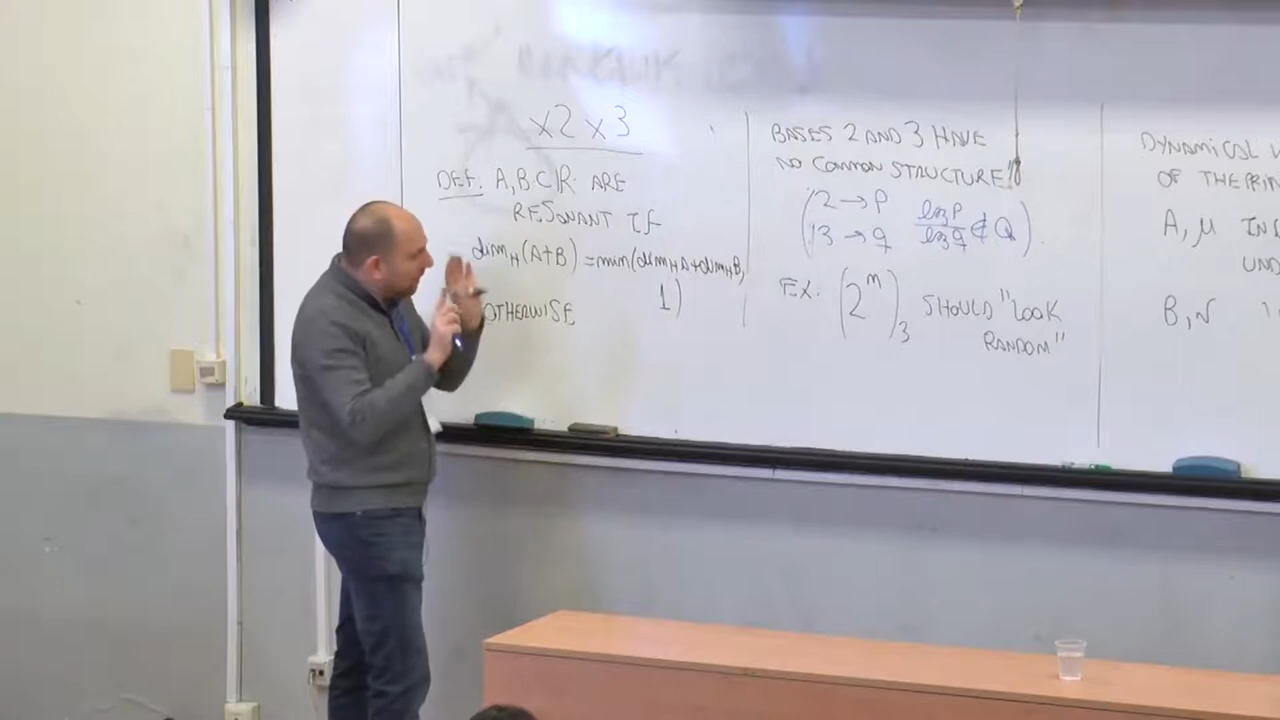 ×2 ×3
DEF: A,B⊂ℝ ARE
RESONANT IF
dim_H(A+B) = min(dim_H A + dim_H B,
1)
OTHERWISE
BASES 2 AND 3 HAVE
NO COMMON STRUCTURE"
(2→p
3→q log p / log q ∉ ℚ)
EX. (2^n)_3 SHOULD "LOOK
RANDOM"
DYNAMICAL
OF THE
A, μ
B, ν